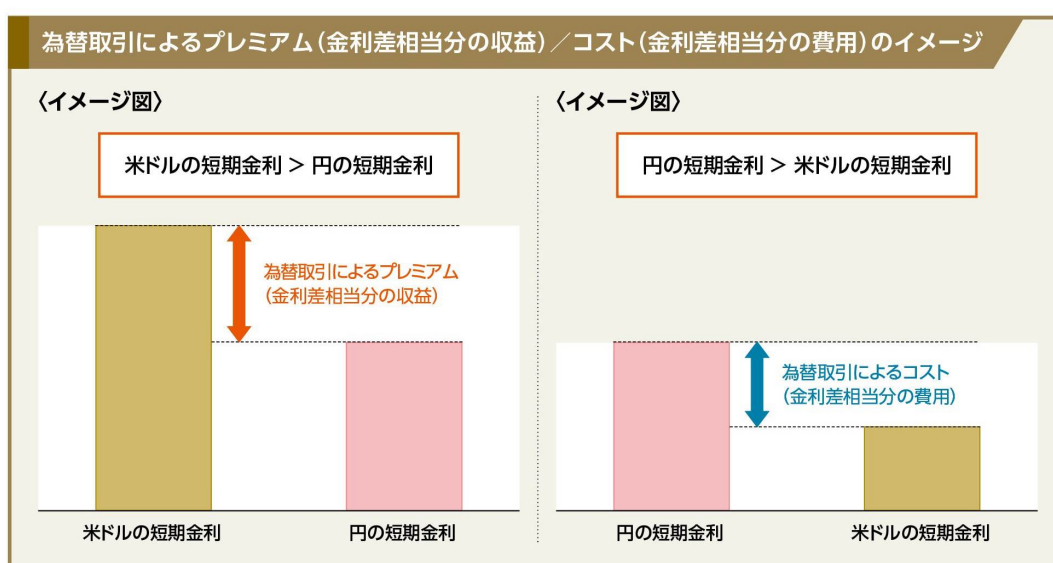 為替取引によるプレミアム(金利差相当分の収益)/コスト(金利差相当分の費用)のイメージ
〈イメージ図〉
米ドルの短期金利 > 円の短期金利
為替取引によるプレミアム
(金利差相当分の収益)
米ドルの短期金利
円の短期金利
〈イメージ図〉
円の短期金利 > 米ドルの短期金利
為替取引によるコスト
(金利差相当分の費用)
円の短期金利
米ドルの短期金利